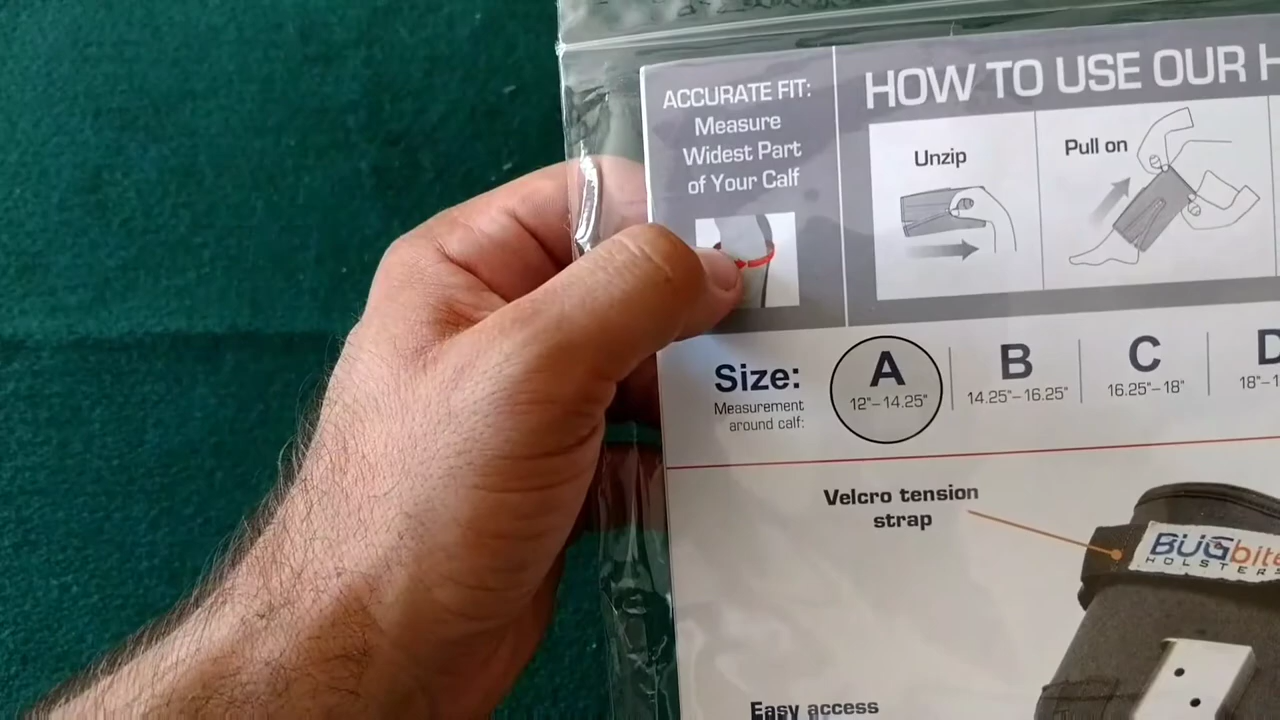 ACCURATE FIT:
Measure
Widest Part
of Your Calf
HOW TO USE OUR
Unzip
Pull on
Size:
Measurement
around calf:
A
12"–14.25"
B
14.25"–16.25"
C
16.25"–18"
D
Velcro tension
strap
BUGbite
HOLSTERS
Easy access